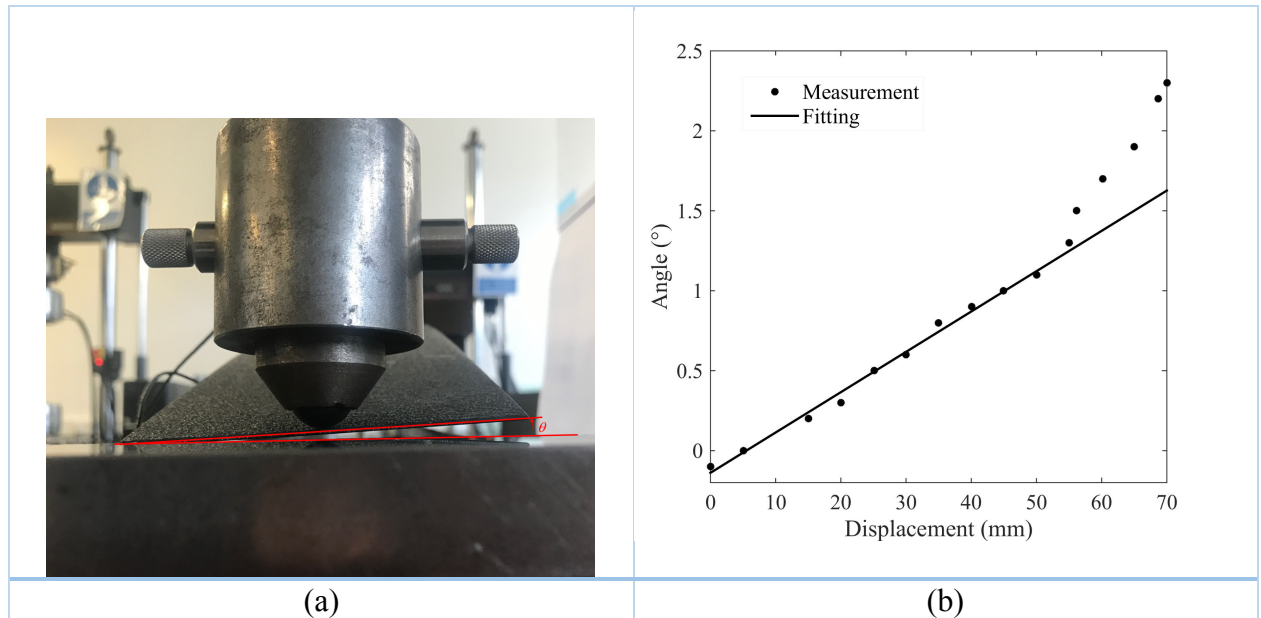 θ
2.5
2
1.5
1
0.5
0
Angle (°)
Measurement
Fitting
0 10 20 30 40 50 60 70
Displacement (mm)
(a) (b)